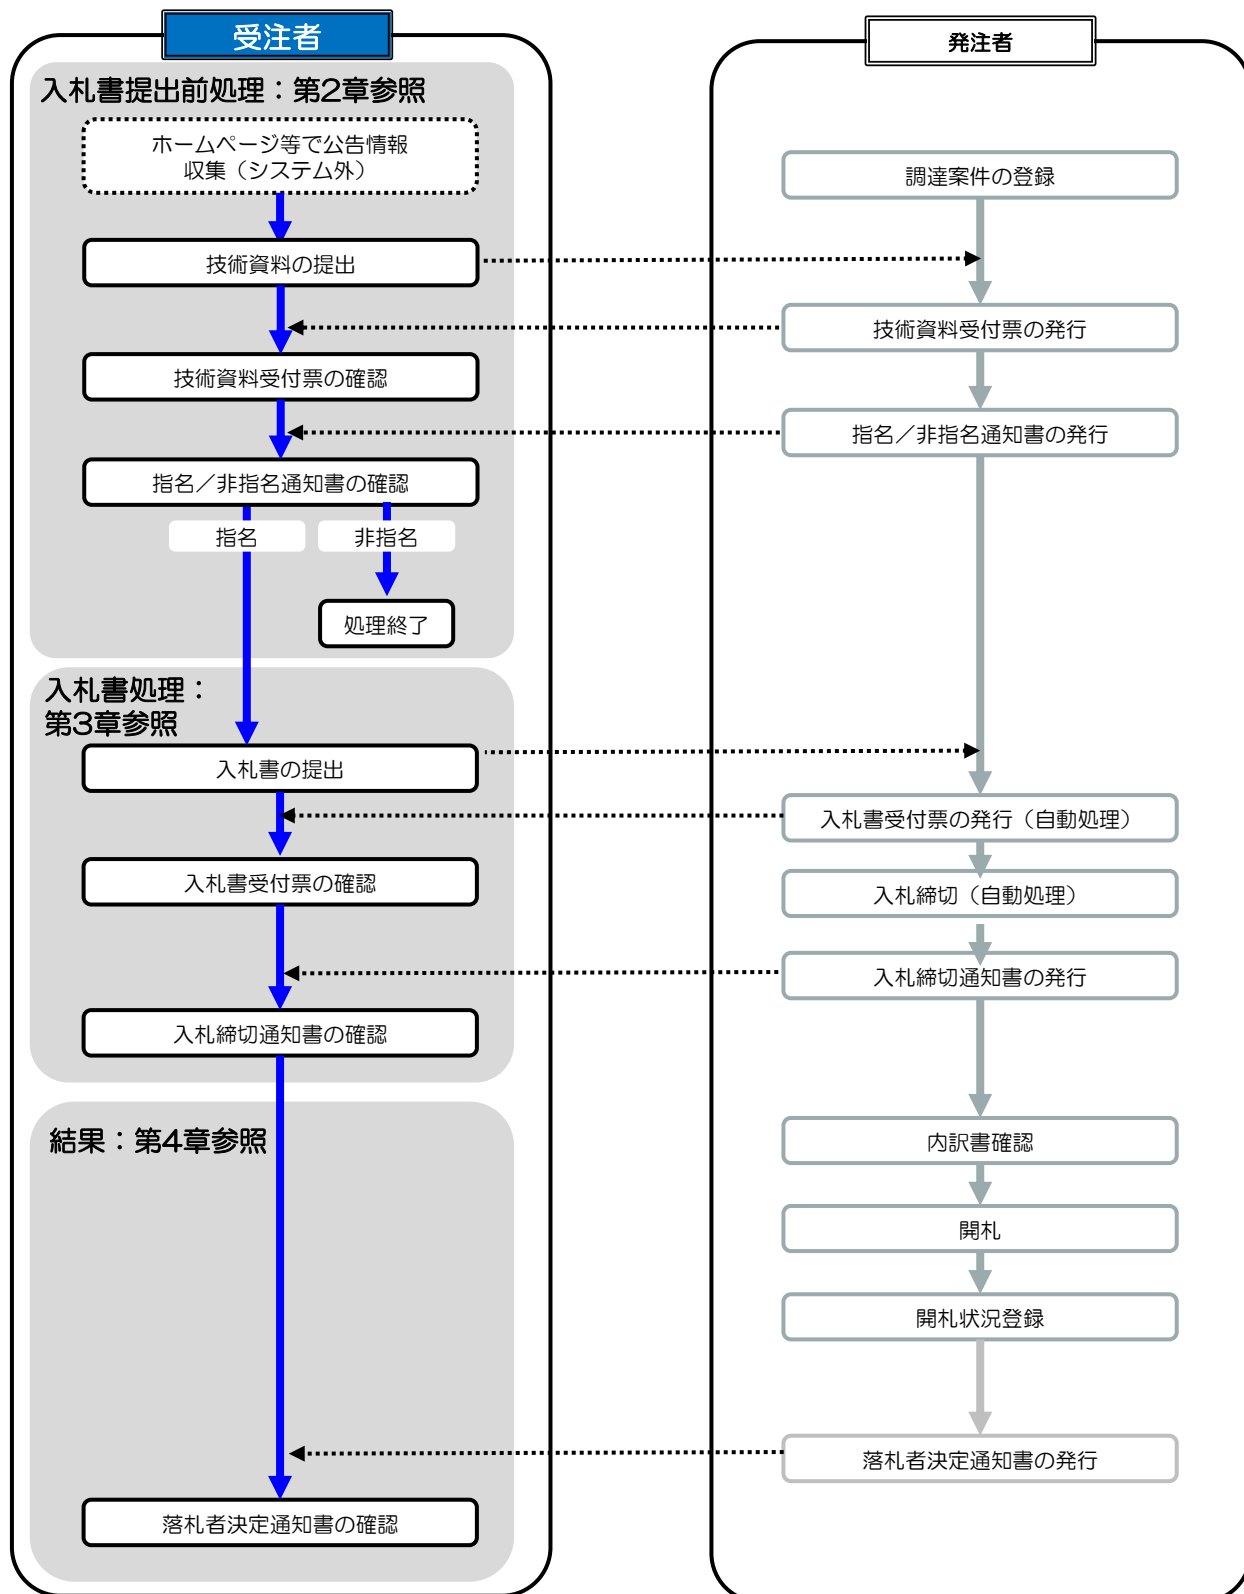 受注者
入札書提出前処理：第2章参照
ホームページ等で公告情報
収集（システム外）
技術資料の提出
技術資料受付票の確認
指名／非指名通知書の確認
指名
非指名
処理終了
入札書処理：
第3章参照
入札書の提出
入札書受付票の確認
入札締切通知書の確認
結果：第4章参照
落札者決定通知書の確認
発注者
調達案件の登録
技術資料受付票の発行
指名／非指名通知書の発行
入札書受付票の発行（自動処理）
入札締切（自動処理）
入札締切通知書の発行
内訳書確認
開札
開札状況登録
落札者決定通知書の発行